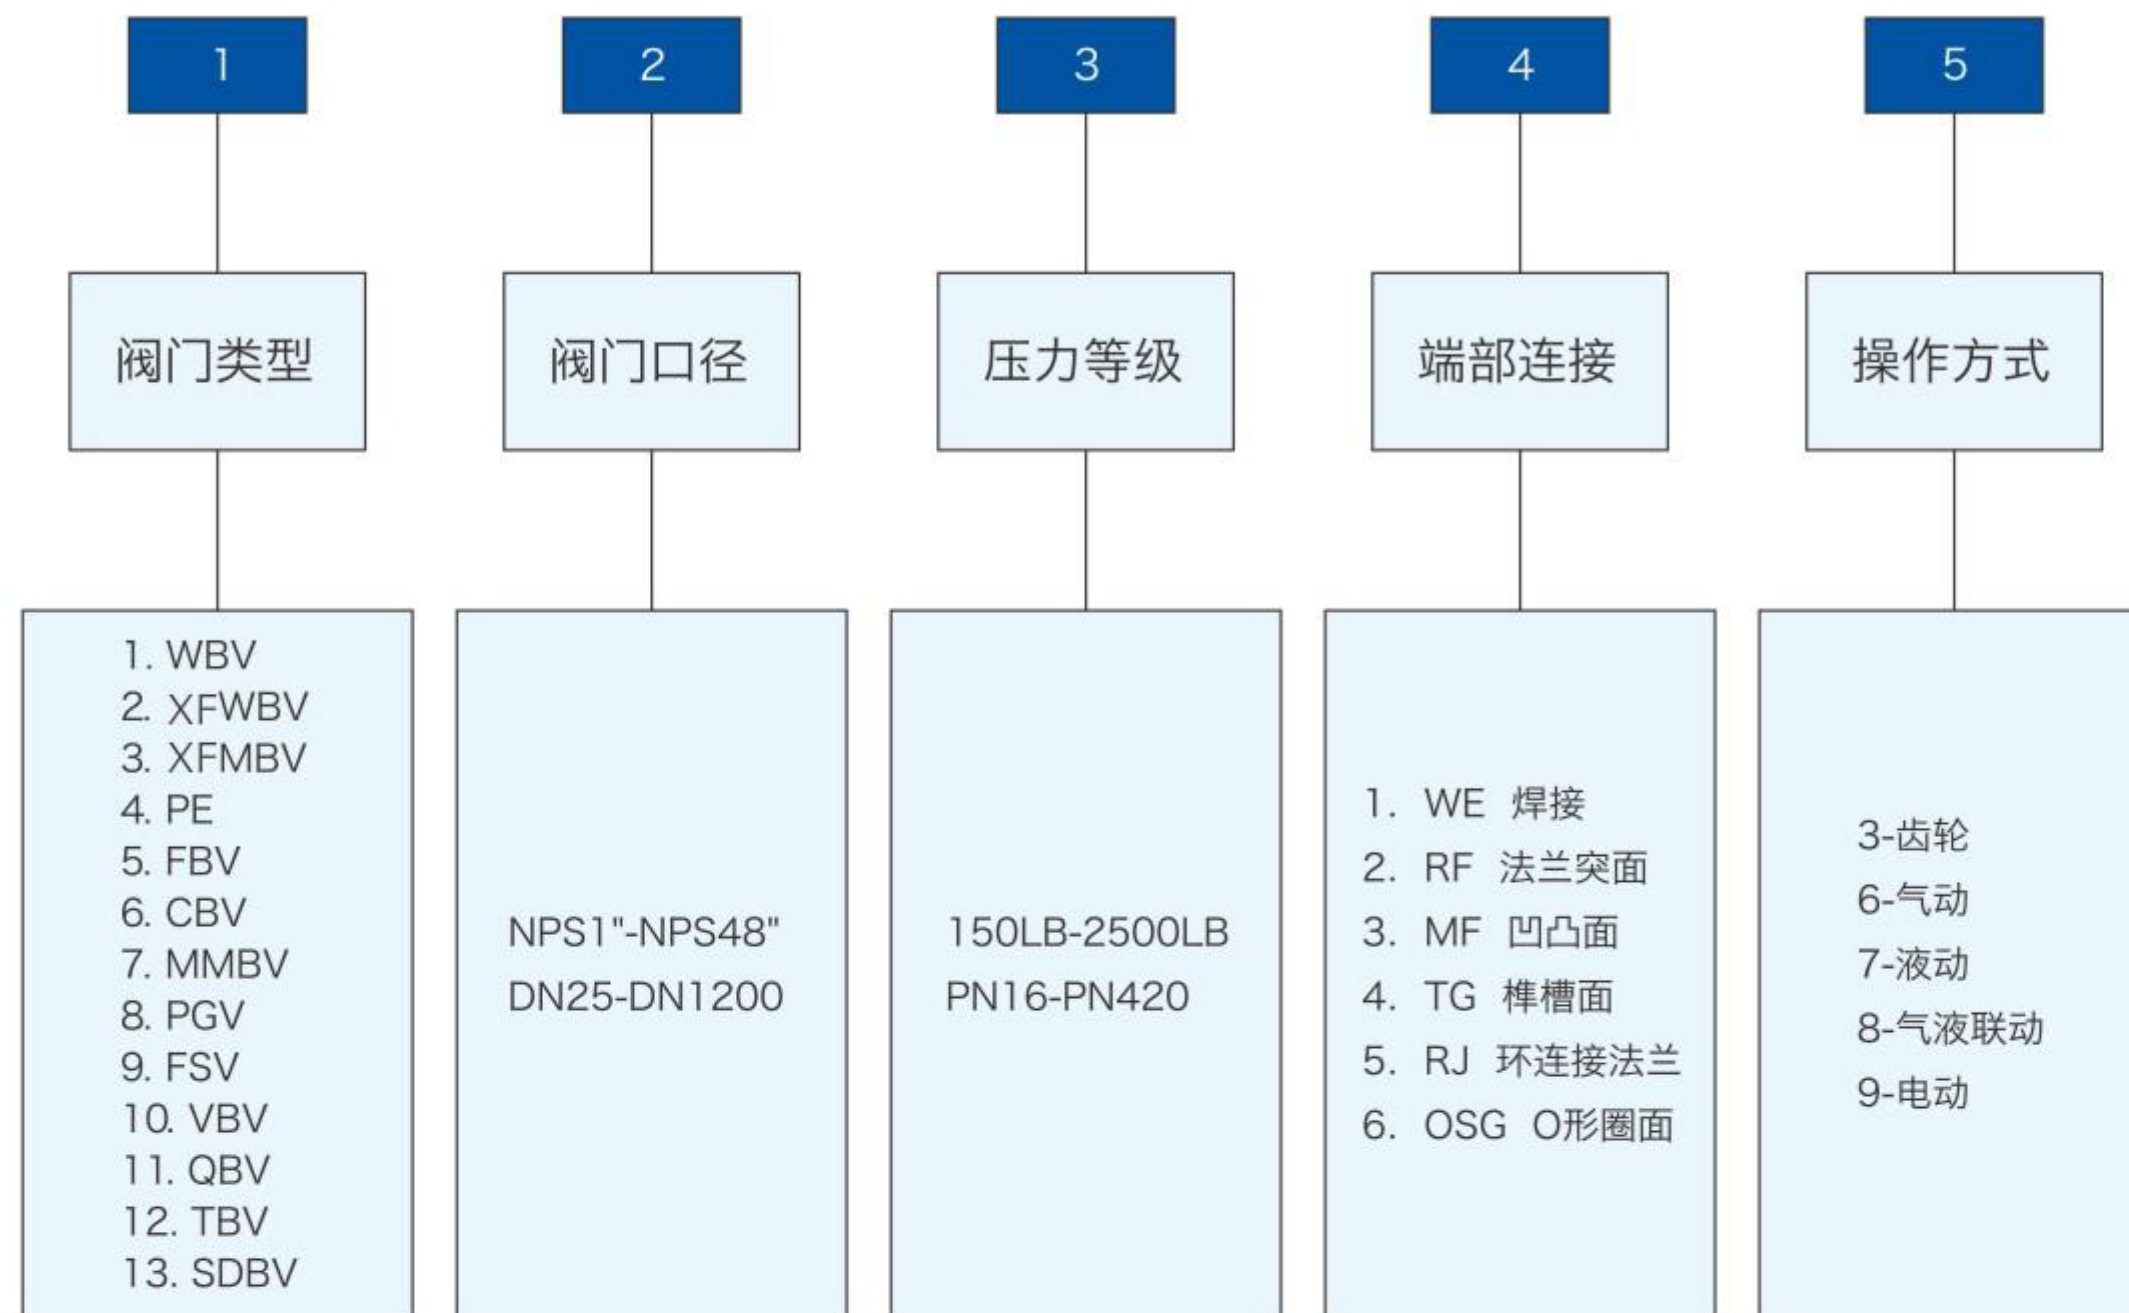 1
2
3
4
5
阀门类型
阀门口径
压力等级
端部连接
操作方式
1. WBV
2. XFWBV
3. XFMBV
4. PE
5. FBV
6. CBV
7. MMBV
8. PGV
9. FSV
10. VBV
11. QBV
12. TBV
13. SDBV
NPS1"-NPS48"
DN25-DN1200
150LB-2500LB
PN16-PN420
1. WE 焊接
2. RF 法兰突面
3. MF 凹凸面
4. TG 榫槽面
5. RJ 环连接法兰
6. OSG O形圈面
3-齿轮
6-气动
7-液动
8-气液联动
9-电动